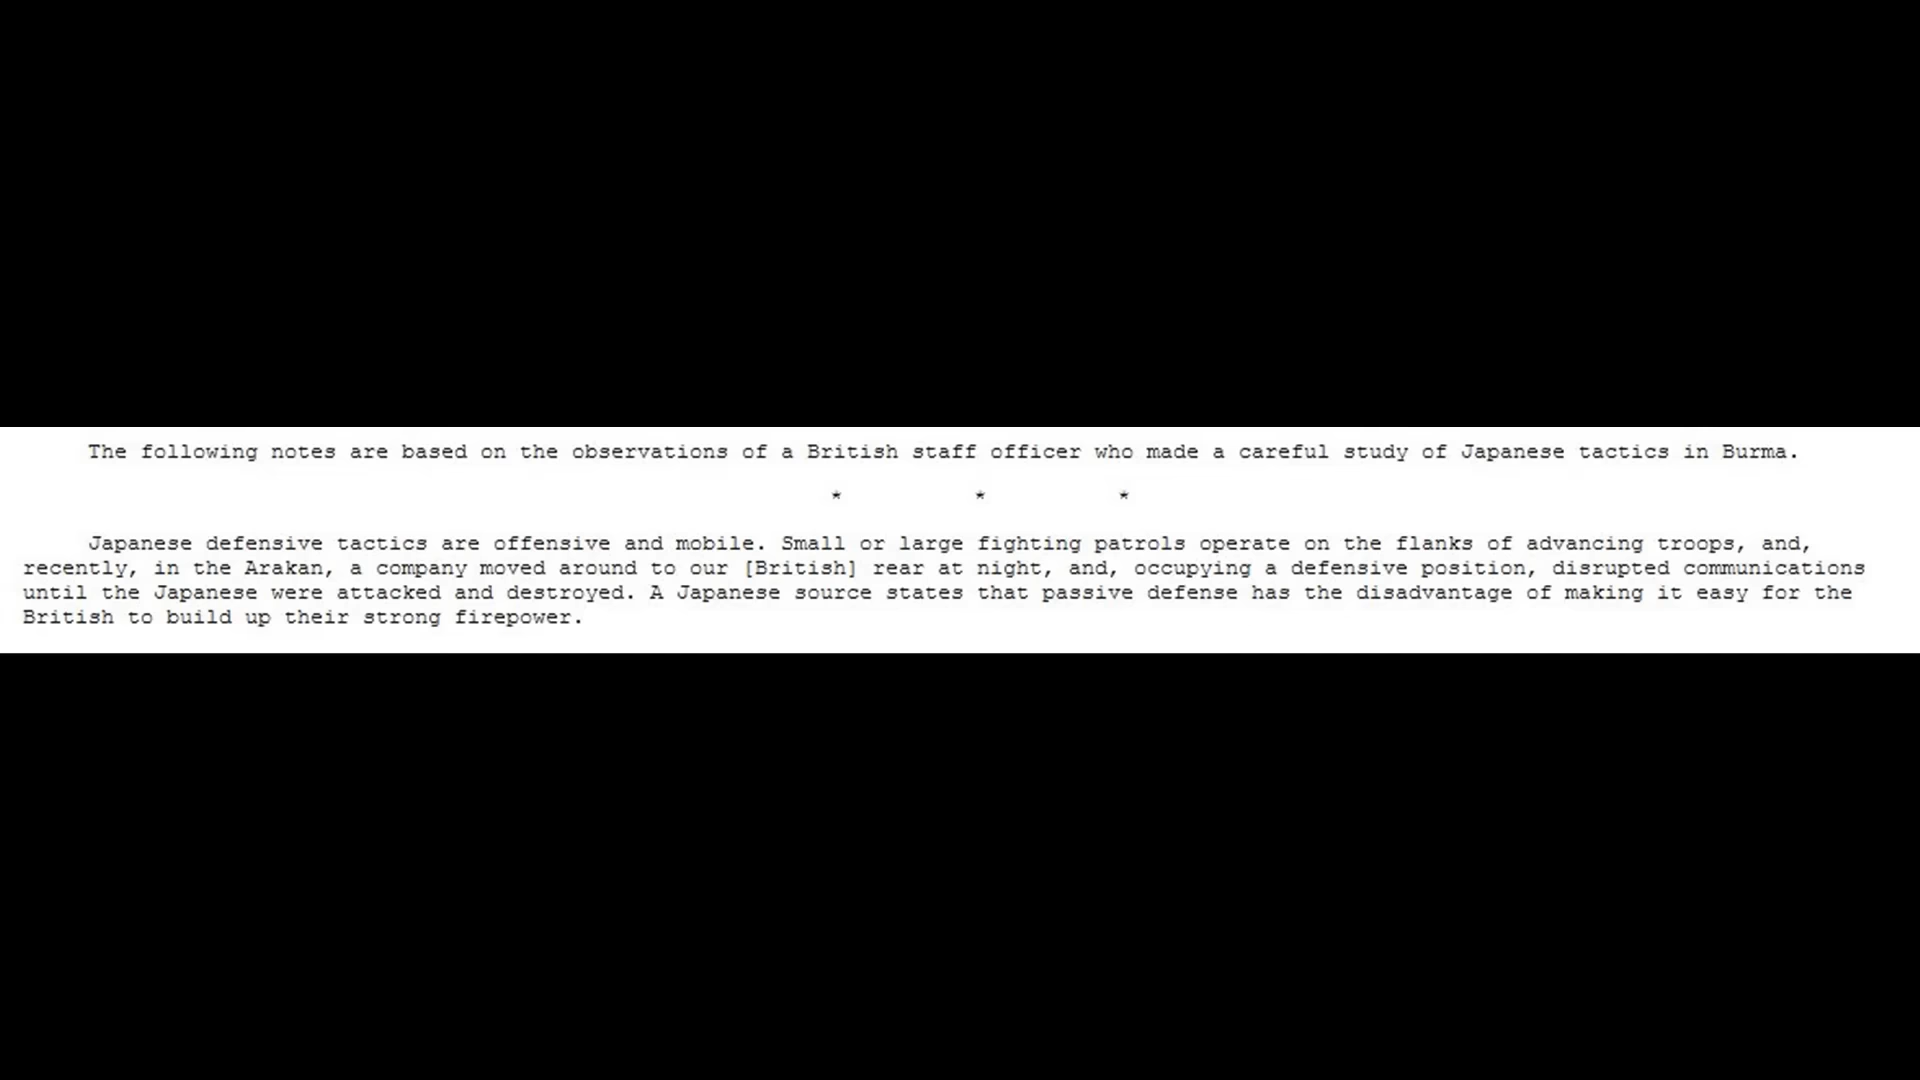 The following notes are based on the observations of a British staff officer who made a careful study of Japanese tactics in Burma.
* * *
Japanese defensive tactics are offensive and mobile. Small or large fighting patrols operate on the flanks of advancing troops, and,
recently, in the Arakan, a company moved around to our [British] rear at night, and, occupying a defensive position, disrupted communications
until the Japanese were attacked and destroyed. A Japanese source states that passive defense has the disadvantage of making it easy for the
British to build up their strong firepower.